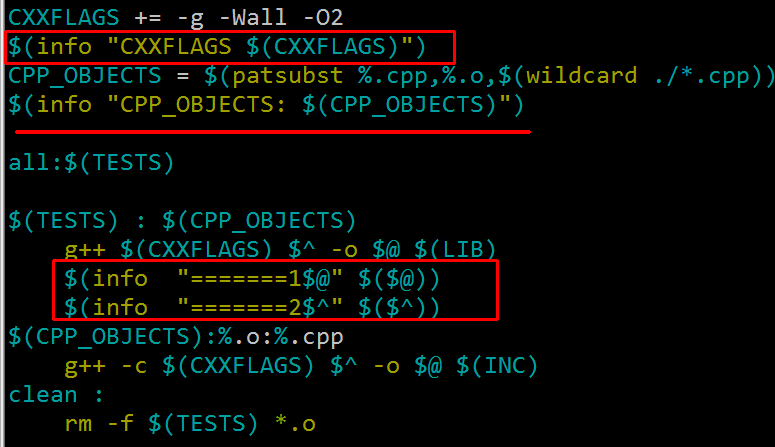 CXXFLAGS += -g -Wall -O2
$(info "CXXFLAGS $(CXXFLAGS)")
CPP_OBJECTS = $(patsubst %.cpp,%.o,$(wildcard ./*.cpp))
$(info "CPP_OBJECTS: $(CPP_OBJECTS)")
all:$(TESTS)
$(TESTS) : $(CPP_OBJECTS)
g++ $(CXXFLAGS) $^ -o $@ $(LIB)
$(info  "=======1$@" $($@))
$(info  "=======2$^" $($^))
$(CPP_OBJECTS):%.o:%.cpp
g++ -c $(CXXFLAGS) $^ -o $@ $(INC)
clean :
rm -f $(TESTS) *.o